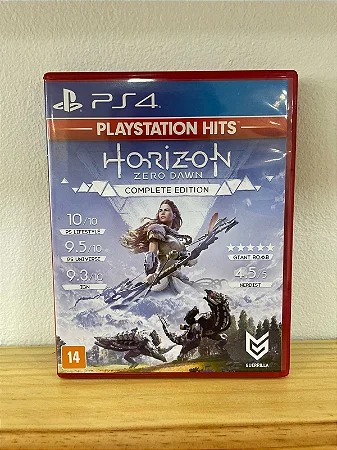 PS4
PLAYSTATION HITS
HORIZON
ZERO DAWN
COMPLETE EDITION
10/10
PS LIFESTYLE
9.5/10
PS UNIVERSE
9.3/10
IGN
★★★★★
GIANT BOMB
4.5/5
NERDIST
14
GUERRILLA